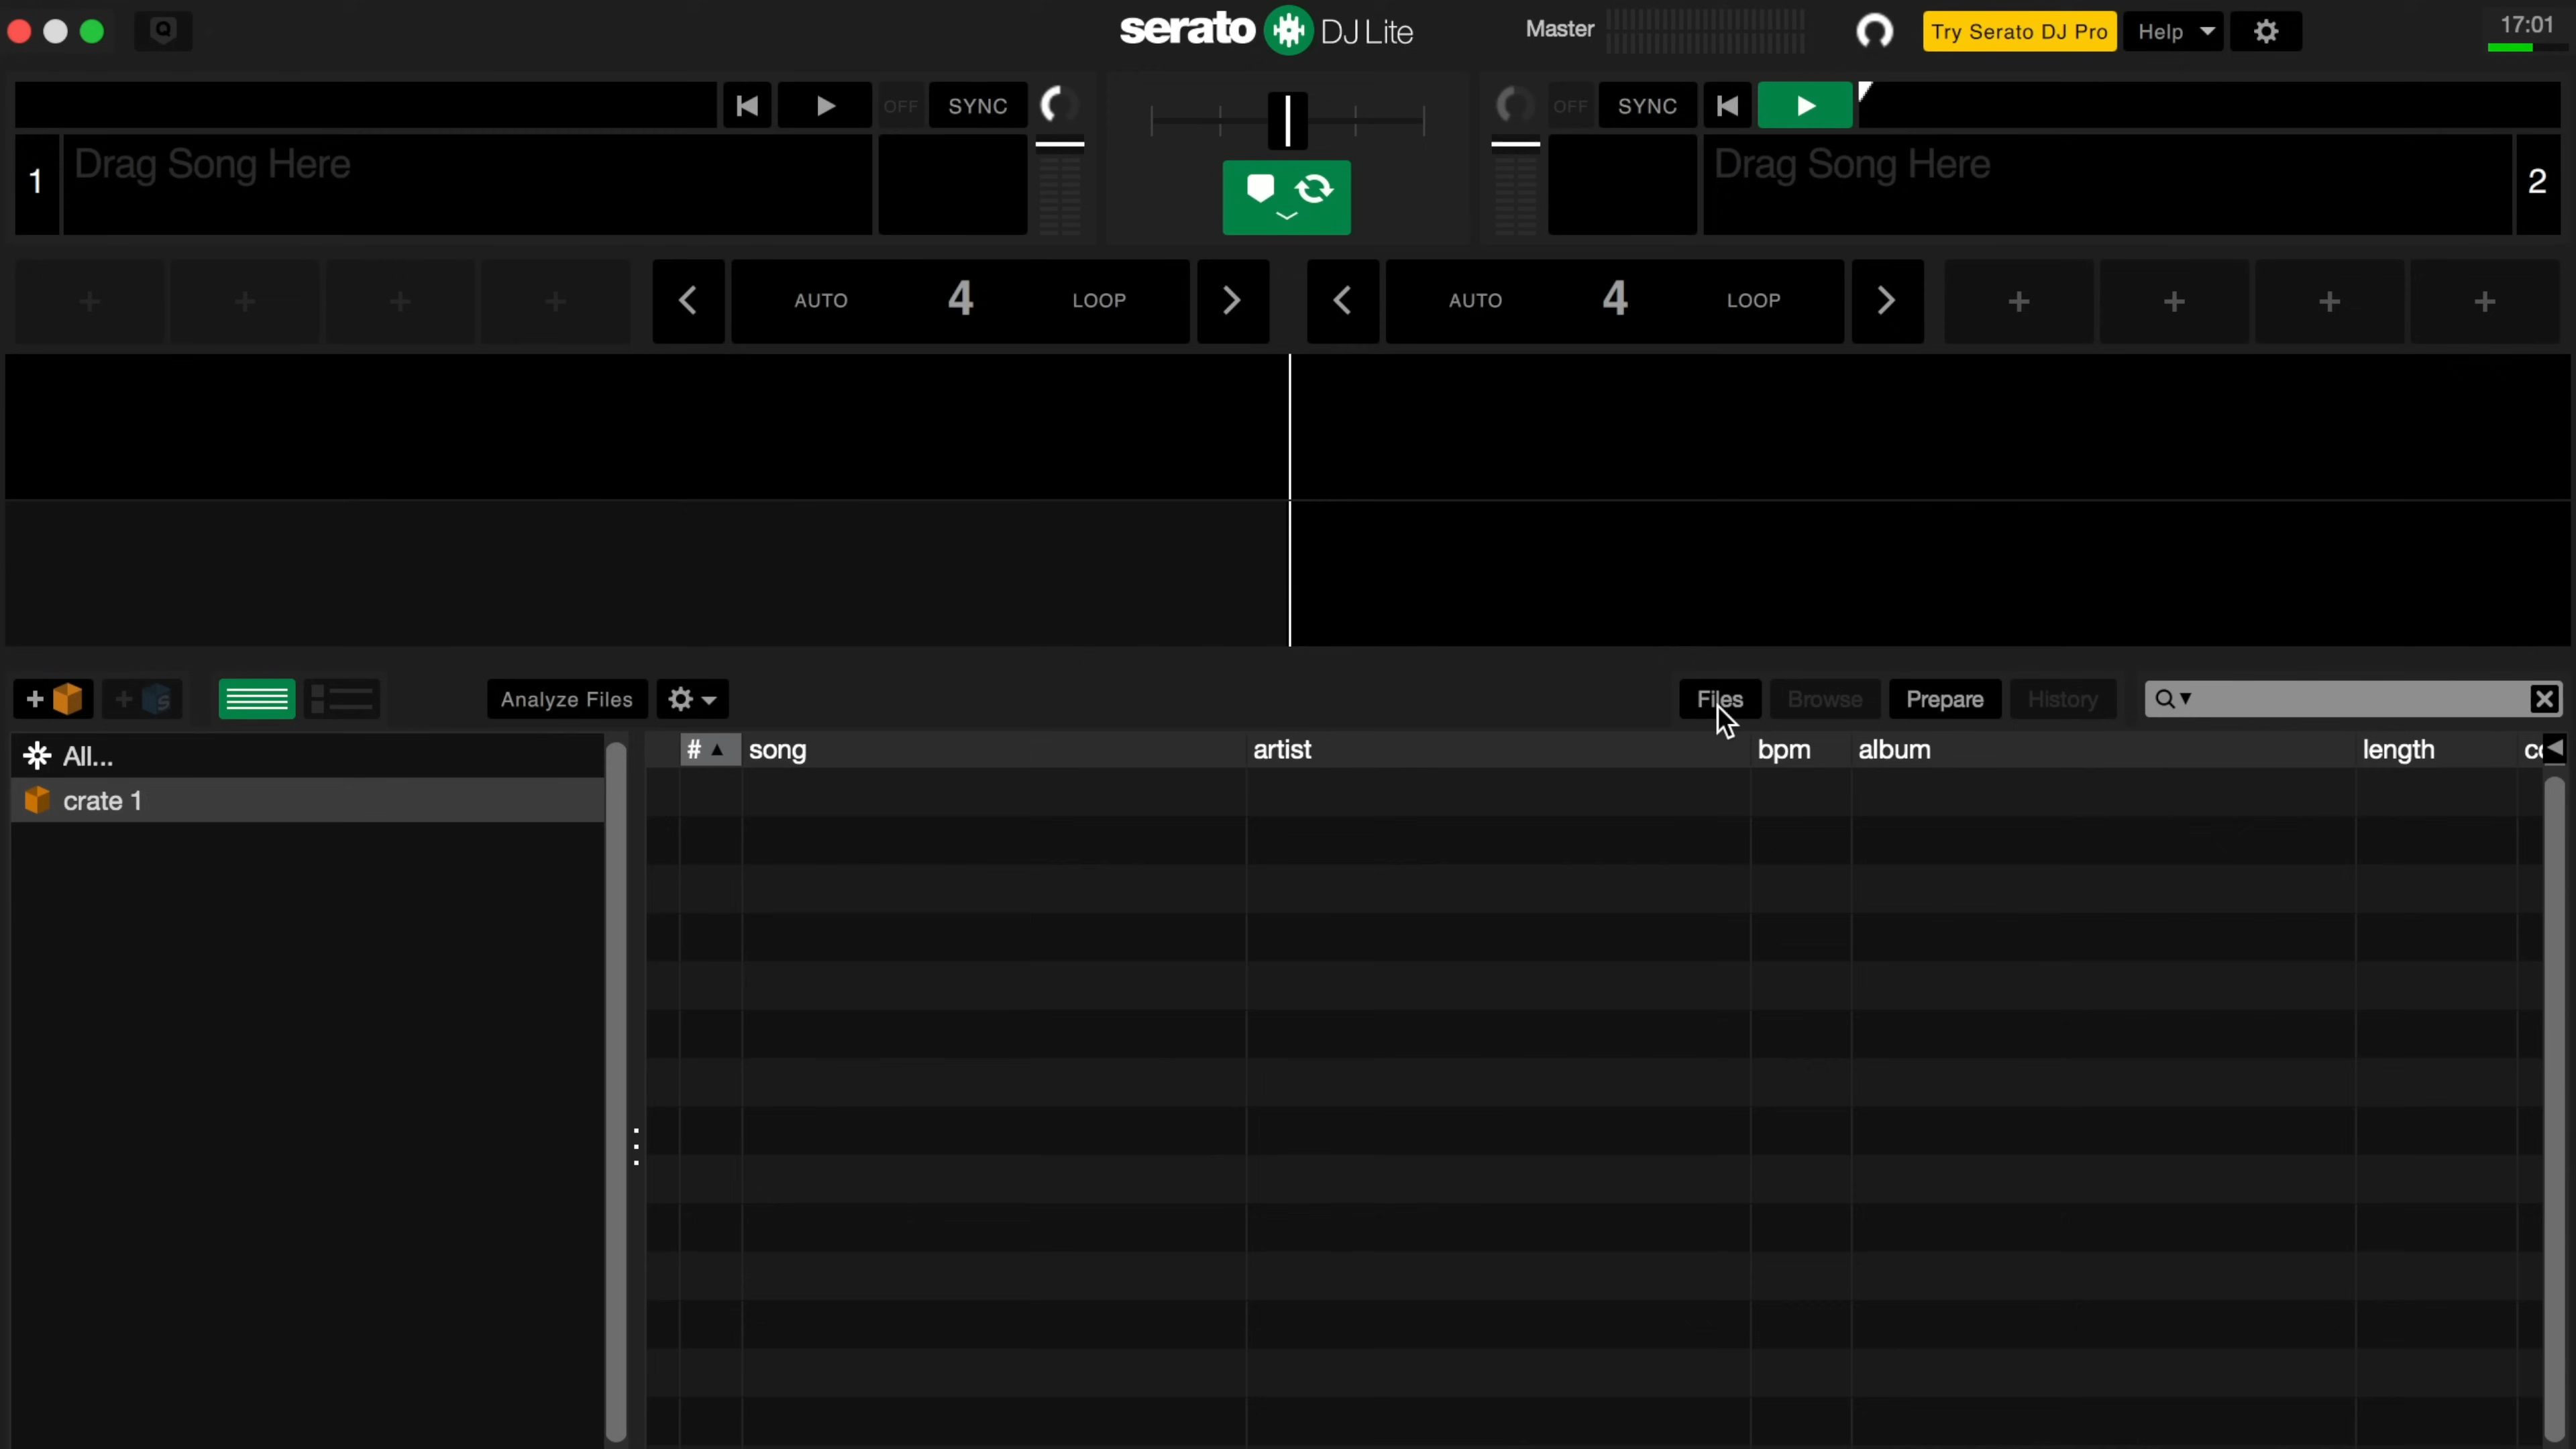 serato DJ Lite
Master
Try Serato DJ Pro
Help
17:01
OFF SYNC
SYNC OFF
1 Drag Song Here
Drag Song Here 2
AUTO 4 LOOP
AUTO 4 LOOP
Analyze Files
Files Browse Prepare History
# song artist bpm album length
All...
crate 1